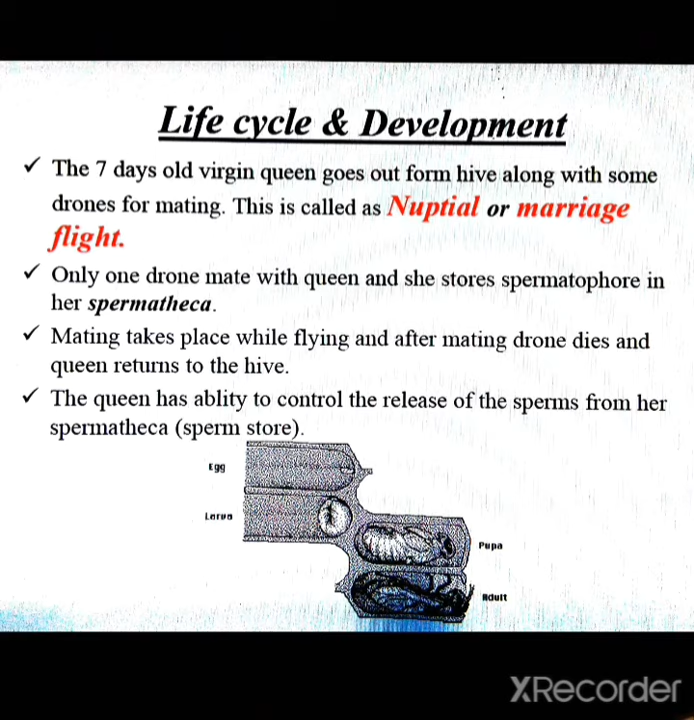 Life cycle & Development
✓ The 7 days old virgin queen goes out form hive along with some
drones for mating. This is called as Nuptial or marriage
flight.
✓ Only one drone mate with queen and she stores spermatophore in
her spermatheca.
✓ Mating takes place while flying and after mating drone dies and
queen returns to the hive.
✓ The queen has ablity to control the release of the sperms from her
spermatheca (sperm store).
Egg
Larva
Pupa
Adult
XRecorder